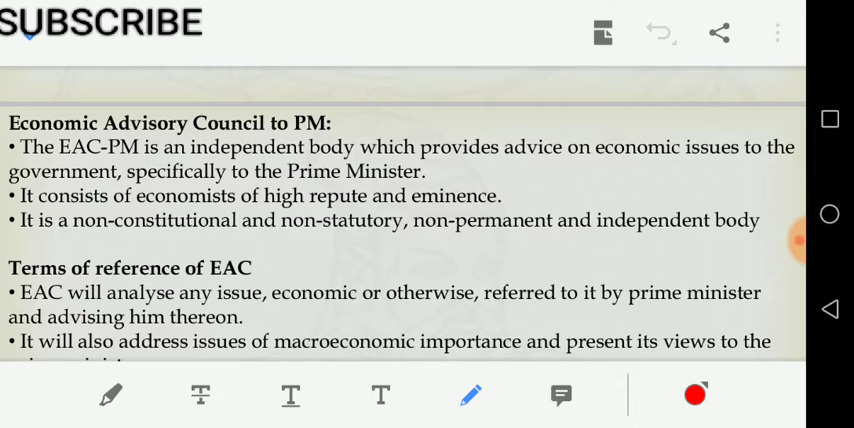 SUBSCRIBE
Economic Advisory Council to PM:
• The EAC-PM is an independent body which provides advice on economic issues to the
government, specifically to the Prime Minister.
• It consists of economists of high repute and eminence.
• It is a non-constitutional and non-statutory, non-permanent and independent body
Terms of reference of EAC
• EAC will analyse any issue, economic or otherwise, referred to it by prime minister
and advising him thereon.
• It will also address issues of macroeconomic importance and present its views to the